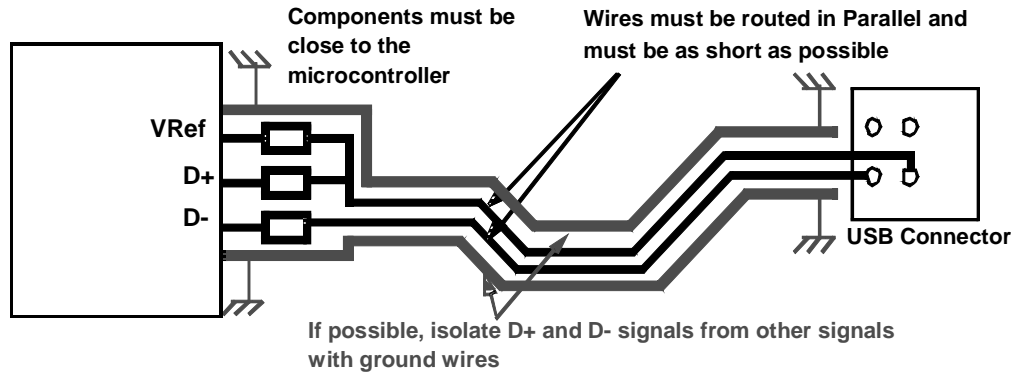 Components must be
close to the
microcontroller
Wires must be routed in Parallel and
must be as short as possible
VRef
D+
D-
USB Connector
If possible, isolate D+ and D- signals from other signals
with ground wires